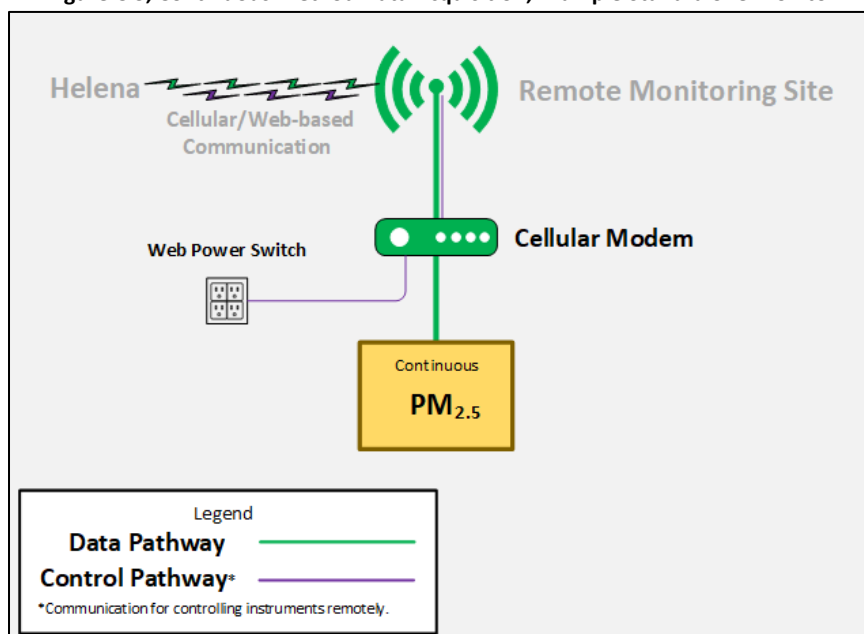 Helena
Remote Monitoring Site
Cellular/Web-based
Communication
Cellular Modem
Web Power Switch
Continuous
PM2.5
Legend
Data Pathway
Control Pathway*
*Communication for controlling instruments remotely.